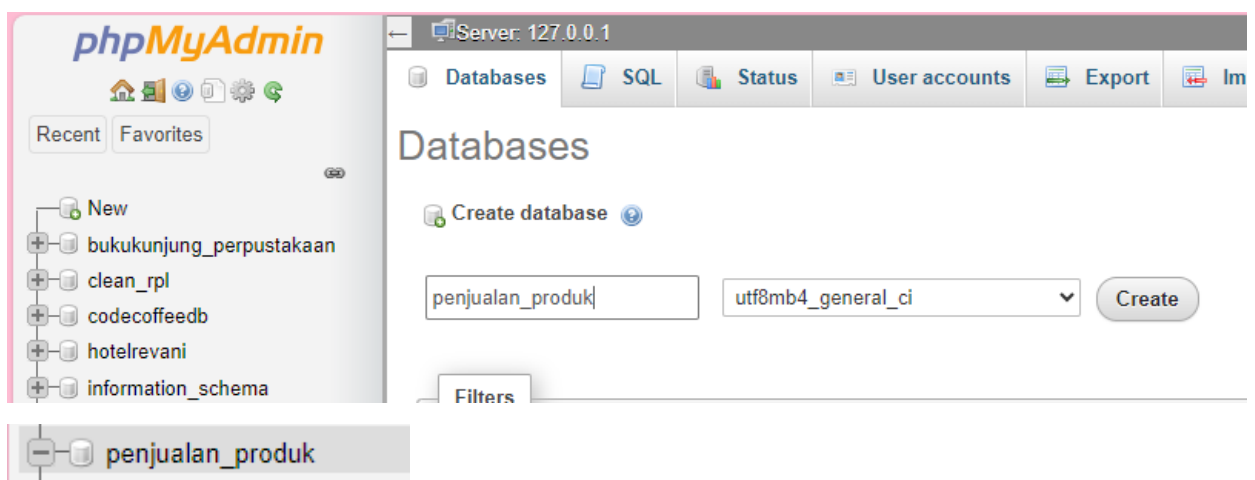 phpMyAdmin
Recent Favorites
New
bukukunjung_perpustakaan
clean_rpl
codecoffeedb
hotelrevani
information_schema
Server: 127.0.0.1
Databases SQL Status User accounts Export Im
Databases
Create database
penjualan_produk utf8mb4_general_ci Create
Filters
penjualan_produk